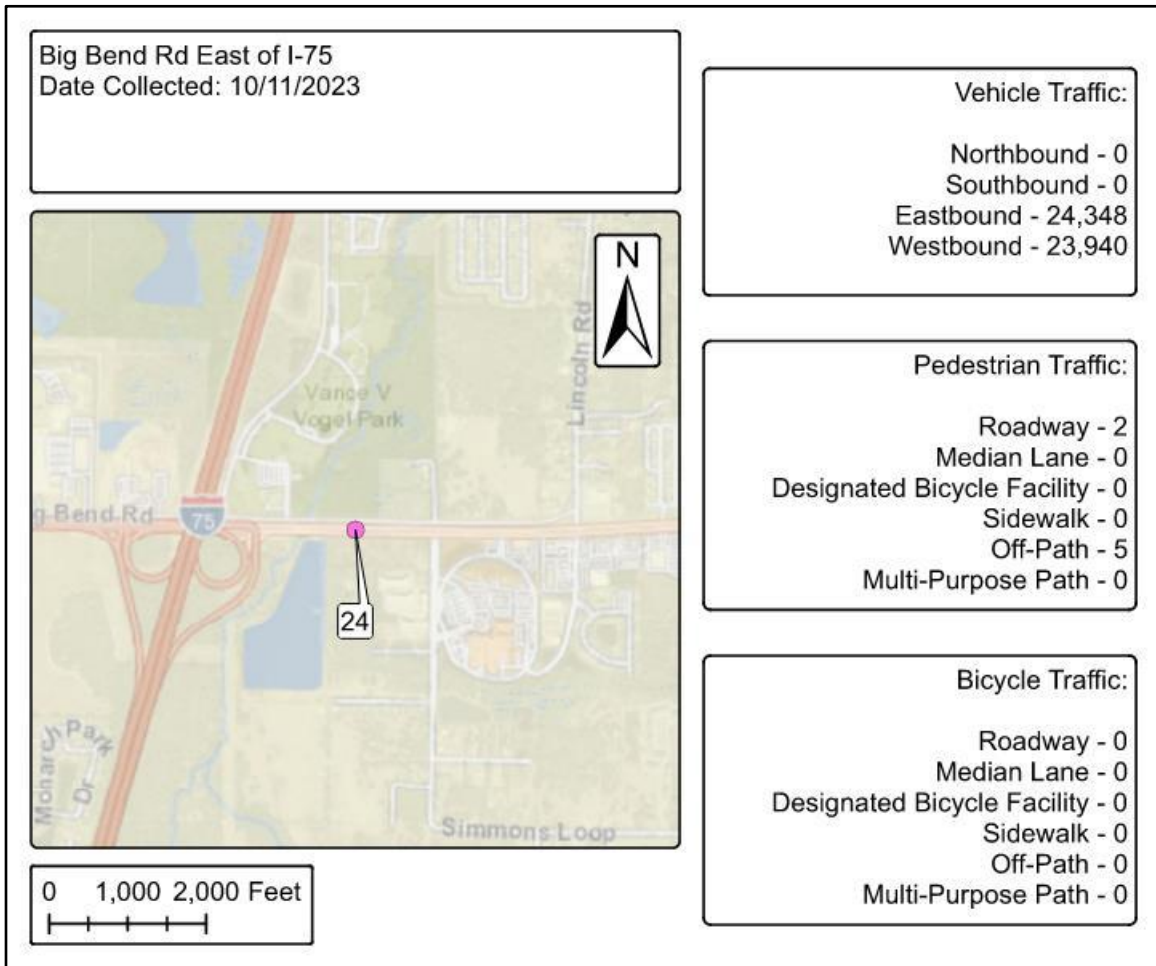 Big Bend Rd East of I-75
Date Collected: 10/11/2023
Vehicle Traffic:
Northbound - 0
Southbound - 0
Eastbound - 24,348
Westbound - 23,940
N
Lincoln Rd
Vance V
Vogel Park
g Bend Rd
75
24
Monarch Park
Dr
Simmons Loop
0 1,000 2,000 Feet
Pedestrian Traffic:
Roadway - 2
Median Lane - 0
Designated Bicycle Facility - 0
Sidewalk - 0
Off-Path - 5
Multi-Purpose Path - 0
Bicycle Traffic:
Roadway - 0
Median Lane - 0
Designated Bicycle Facility - 0
Sidewalk - 0
Off-Path - 0
Multi-Purpose Path - 0